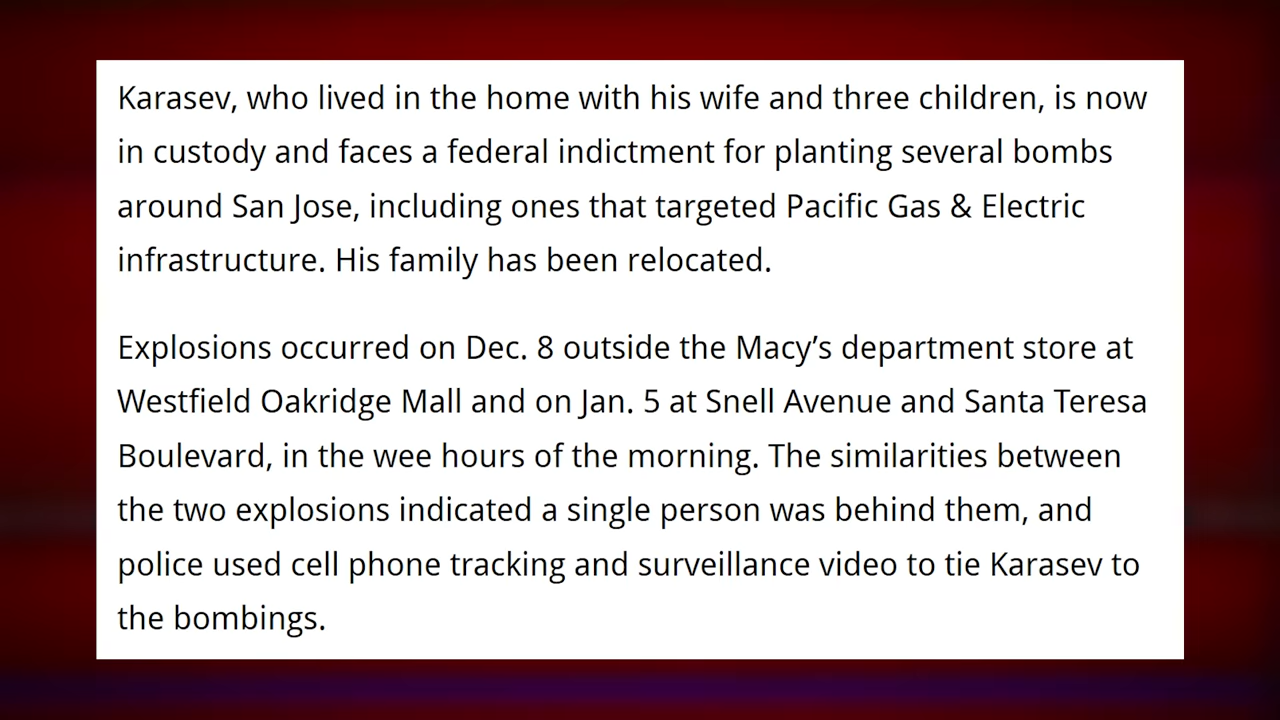 Karasev, who lived in the home with his wife and three children, is now
in custody and faces a federal indictment for planting several bombs
around San Jose, including ones that targeted Pacific Gas & Electric
infrastructure. His family has been relocated.
Explosions occurred on Dec. 8 outside the Macy’s department store at
Westfield Oakridge Mall and on Jan. 5 at Snell Avenue and Santa Teresa
Boulevard, in the wee hours of the morning. The similarities between
the two explosions indicated a single person was behind them, and
police used cell phone tracking and surveillance video to tie Karasev to
the bombings.